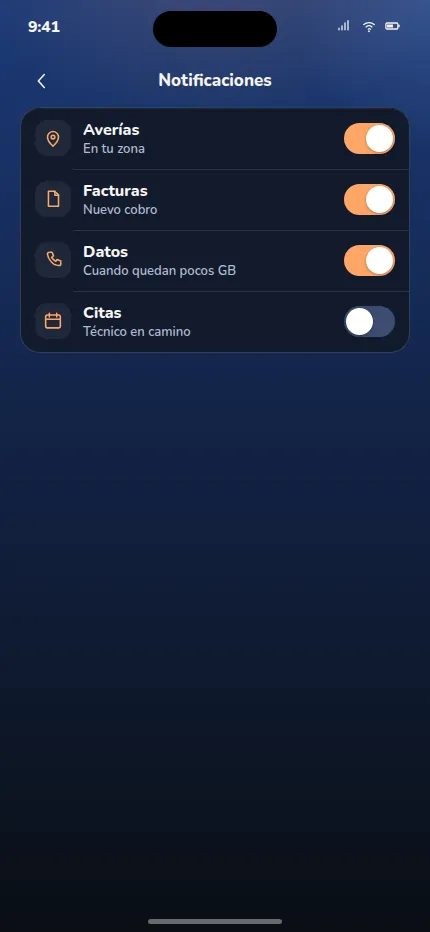 9:41
Notificaciones
Averías
En tu zona
Facturas
Nuevo cobro
Datos
Cuando quedan pocos GB
Citas
Técnico en camino